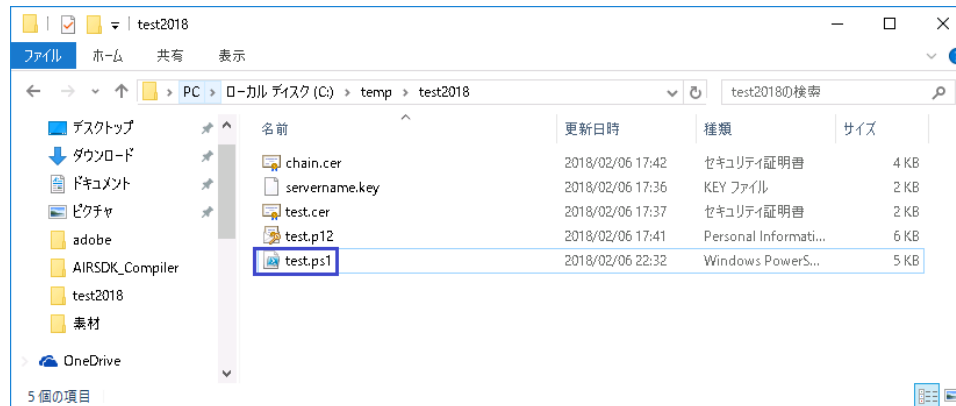 test2018
ファイル ホーム 共有 表示
PC ローカル ディスク (C:) temp test2018 test2018の検索
デスクトップ
ダウンロード
ドキュメント
ピクチャ
adobe
AIRSDK_Compiler
test2018
素材
OneDrive
名前 更新日時 種類 サイズ
chain.cer 2018/02/06 17:42 セキュリティ証明書 4 KB
servername.key 2018/02/06 17:36 KEY ファイル 2 KB
test.cer 2018/02/06 17:37 セキュリティ証明書 2 KB
test.p12 2018/02/06 17:41 Personal Informati... 6 KB
test.ps1 2018/02/06 22:32 Windows PowerS... 5 KB
5 個の項目